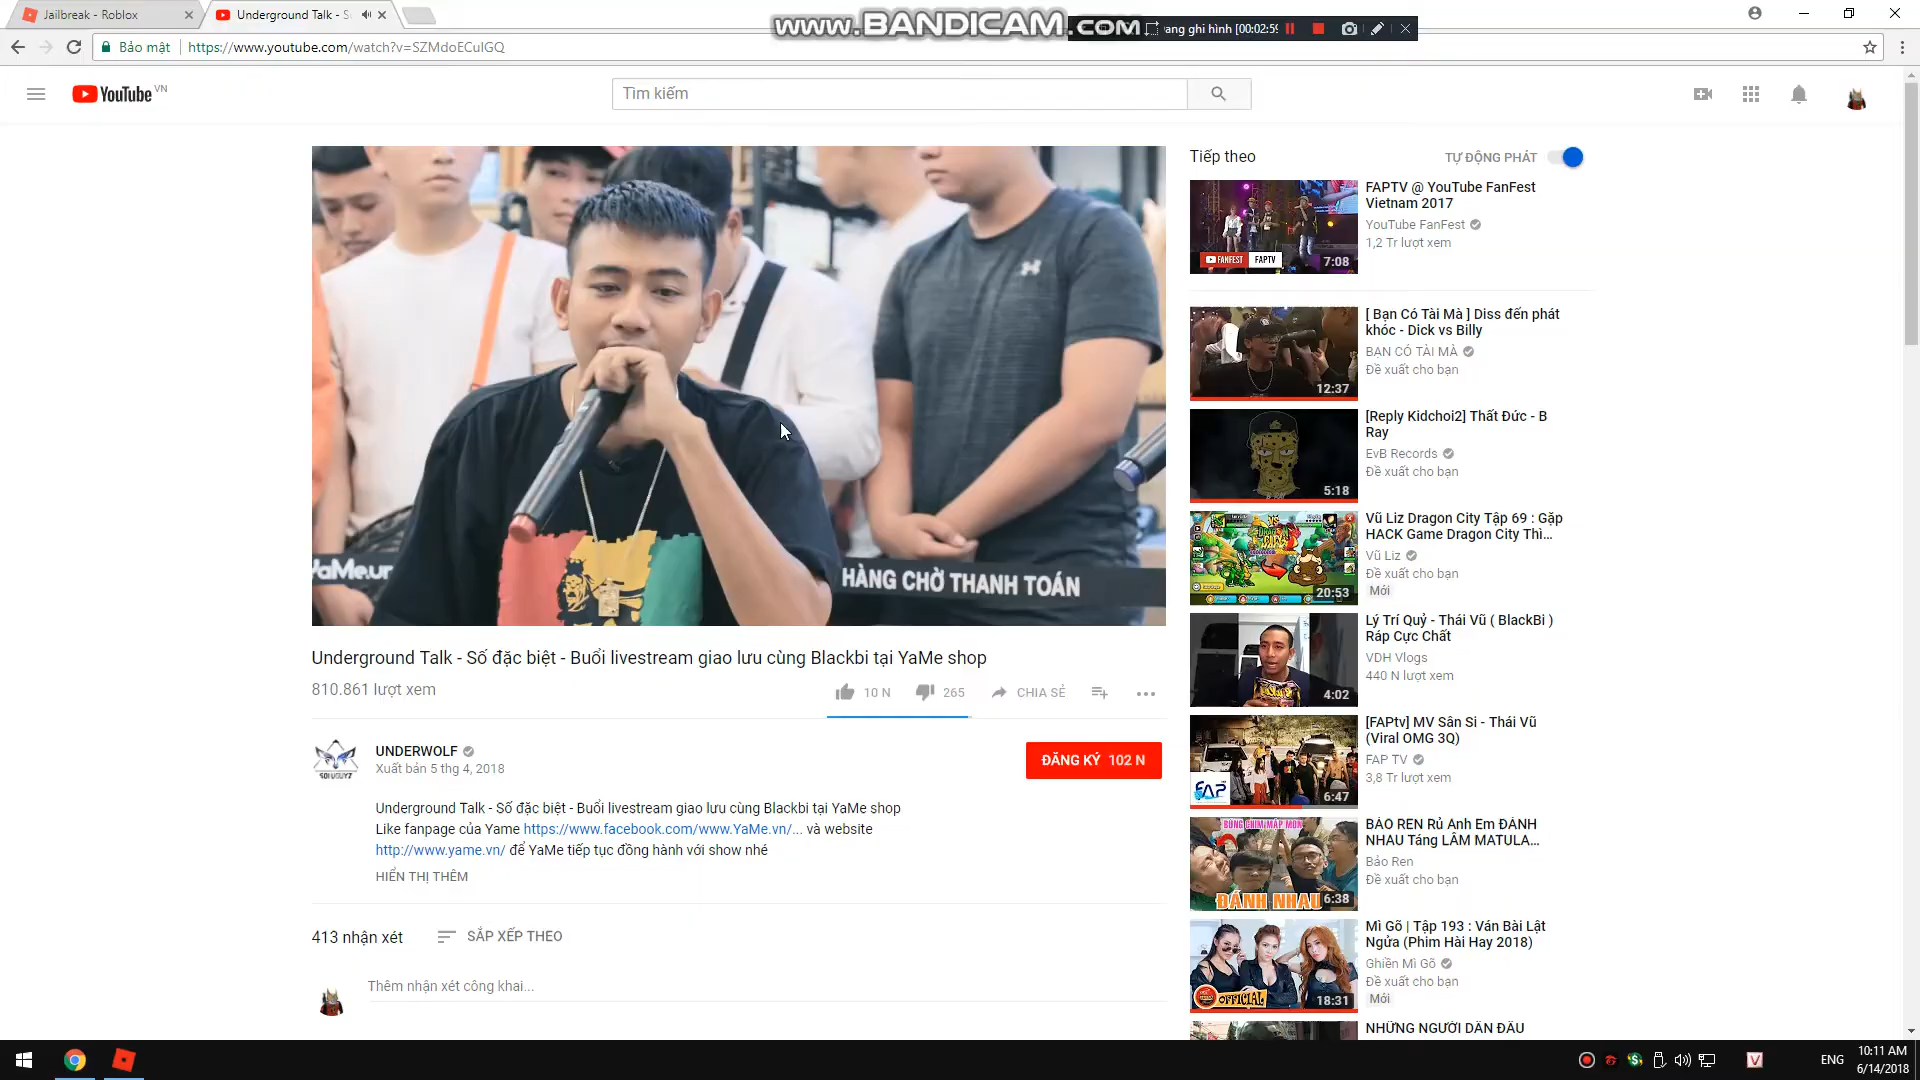 Jailbreak - Roblox
Underground Talk - S
www.BANDICAM.com
ang ghi hình [00:02:59
Bảo mật
https://www.youtube.com/watch?v=SZMdoECuIGQ
YouTube VN
Tìm kiếm
HÀNG CHỜ THANH TOÁN
Underground Talk - Số đặc biệt - Buổi livestream giao lưu cùng Blackbi tại YaMe shop
810.861 lượt xem
10 N
265
CHIA SẺ
UNDERWOLF
Xuất bản 5 thg 4, 2018
ĐĂNG KÝ 102 N
Underground Talk - Số đặc biệt - Buổi livestream giao lưu cùng Blackbi tại YaMe shop
Like fanpage của Yame https://www.facebook.com/www.YaMe.vn/... và website
http://www.yame.vn/ để YaMe tiếp tục đồng hành với show nhé
HIỂN THỊ THÊM
413 nhận xét
SẮP XẾP THEO
Thêm nhận xét công khai...
Tiếp theo
TỰ ĐỘNG PHÁT
FANFEST
FAPTV
7:08
FAPTV @ YouTube FanFest
Vietnam 2017
YouTube FanFest
1,2 Tr lượt xem
12:37
[ Bạn Có Tài Mà ] Diss đến phát
khóc - Dick vs Billy
BẠN CÓ TÀI MÀ
Đề xuất cho bạn
5:18
[Reply Kidchoi2] Thất Đức - B
Ray
EvB Records
Đề xuất cho bạn
20:53
Vũ Liz Dragon City Tập 69 : Gặp
HACK Game Dragon City Thì...
Vũ Liz
Đề xuất cho bạn
Mới
4:02
Lý Trí Quỷ - Thái Vũ ( BlackBi )
Ráp Cực Chất
VDH Vlogs
440 N lượt xem
FAP
6:47
[FAPtv] MV Sân Si - Thái Vũ
(Viral OMG 3Q)
FAP TV
3,8 Tr lượt xem
ĐÁNH NHAU
6:38
BẢO REN Rủ Anh Em ĐÁNH
NHAU Táng LÂM MATULA...
Bảo Ren
Đề xuất cho bạn
OFFICIAL
18:31
Mì Gõ | Tập 193 : Ván Bài Lật
Ngửa (Phim Hài Hay 2018)
Ghiền Mì Gõ
Đề xuất cho bạn
Mới
NHỮNG NGƯỜI DẪN ĐẦU
ENG
10:11 AM
6/14/2018